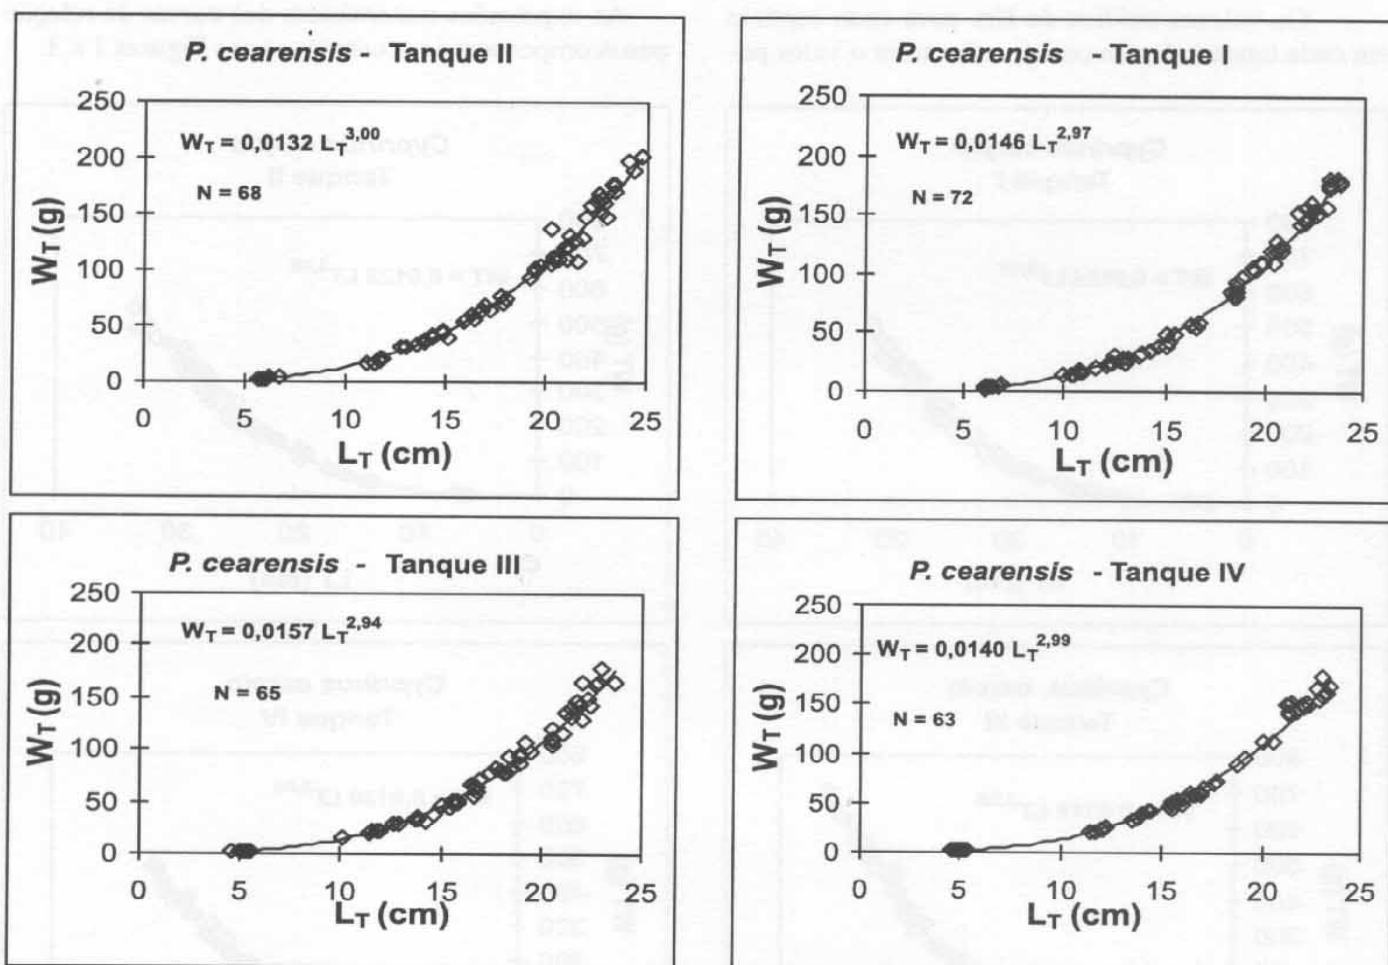 P. cearensis - Tanque II
250
200
150
100
50
0
W_T = 0,0132 L_T^3,00
N = 68
W_T (g)
0 5 10 15 20 25
L_T (cm)
P. cearensis - Tanque I
250
200
150
100
50
0
W_T = 0,0146 L_T^2,97
N = 72
W_T (g)
0 5 10 15 20 25
L_T (cm)
P. cearensis - Tanque III
250
200
150
100
50
0
W_T = 0,0157 L_T^2,94
N = 65
W_T (g)
0 5 10 15 20 25
L_T (cm)
P. cearensis - Tanque IV
250
200
150
100
50
0
W_T = 0,0140 L_T^2,99
N = 63
W_T (g)
0 5 10 15 20 25
L_T (cm)